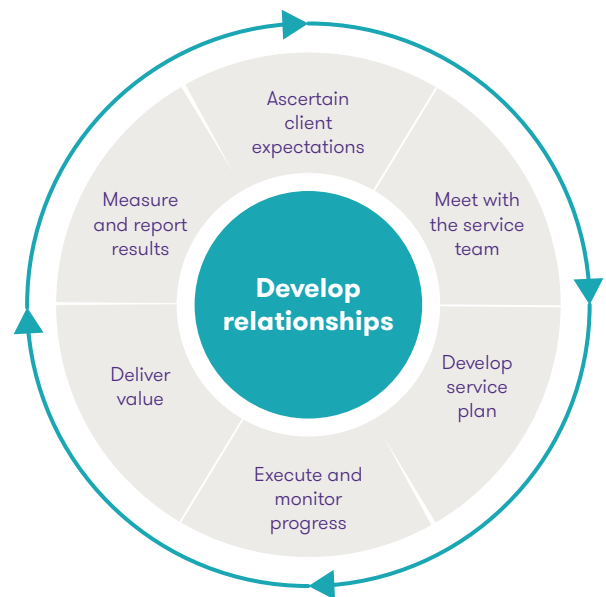 Ascertain
client
expectations
Meet with
the service
team
Develop
service
plan
Execute and
monitor
progress
Deliver
value
Measure
and report
results
Develop
relationships